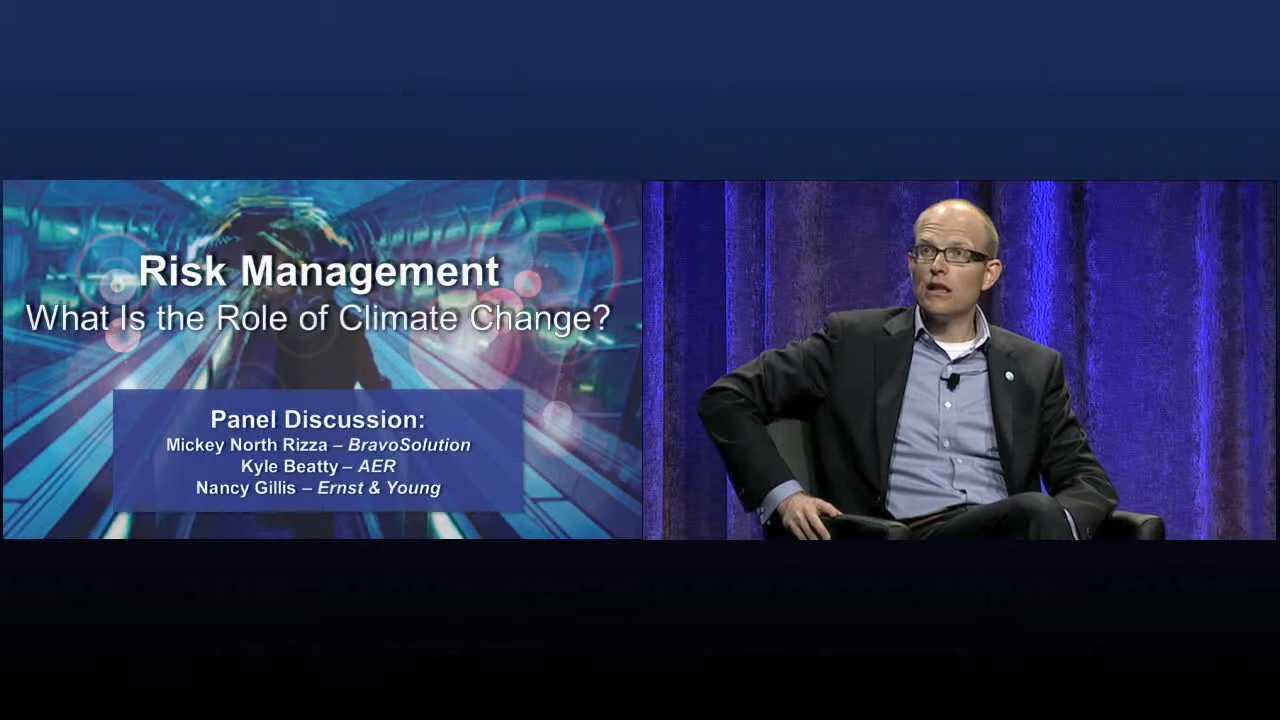 Risk Management
What Is the Role of Climate Change?
Panel Discussion:
Mickey North Rizza – BravoSolution
Kyle Beatty – AER
Nancy Gillis – Ernst & Young